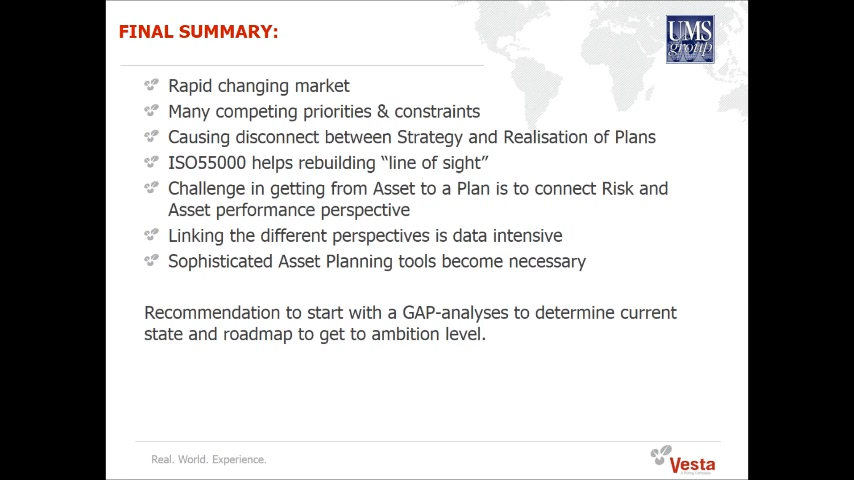 FINAL SUMMARY:
UMS
group
Rapid changing market
Many competing priorities & constraints
Causing disconnect between Strategy and Realisation of Plans
ISO55000 helps rebuilding “line of sight”
Challenge in getting from Asset to a Plan is to connect Risk and
Asset performance perspective
Linking the different perspectives is data intensive
Sophisticated Asset Planning tools become necessary
Recommendation to start with a GAP-analyses to determine current
state and roadmap to get to ambition level.
Real. World. Experience.
Vesta